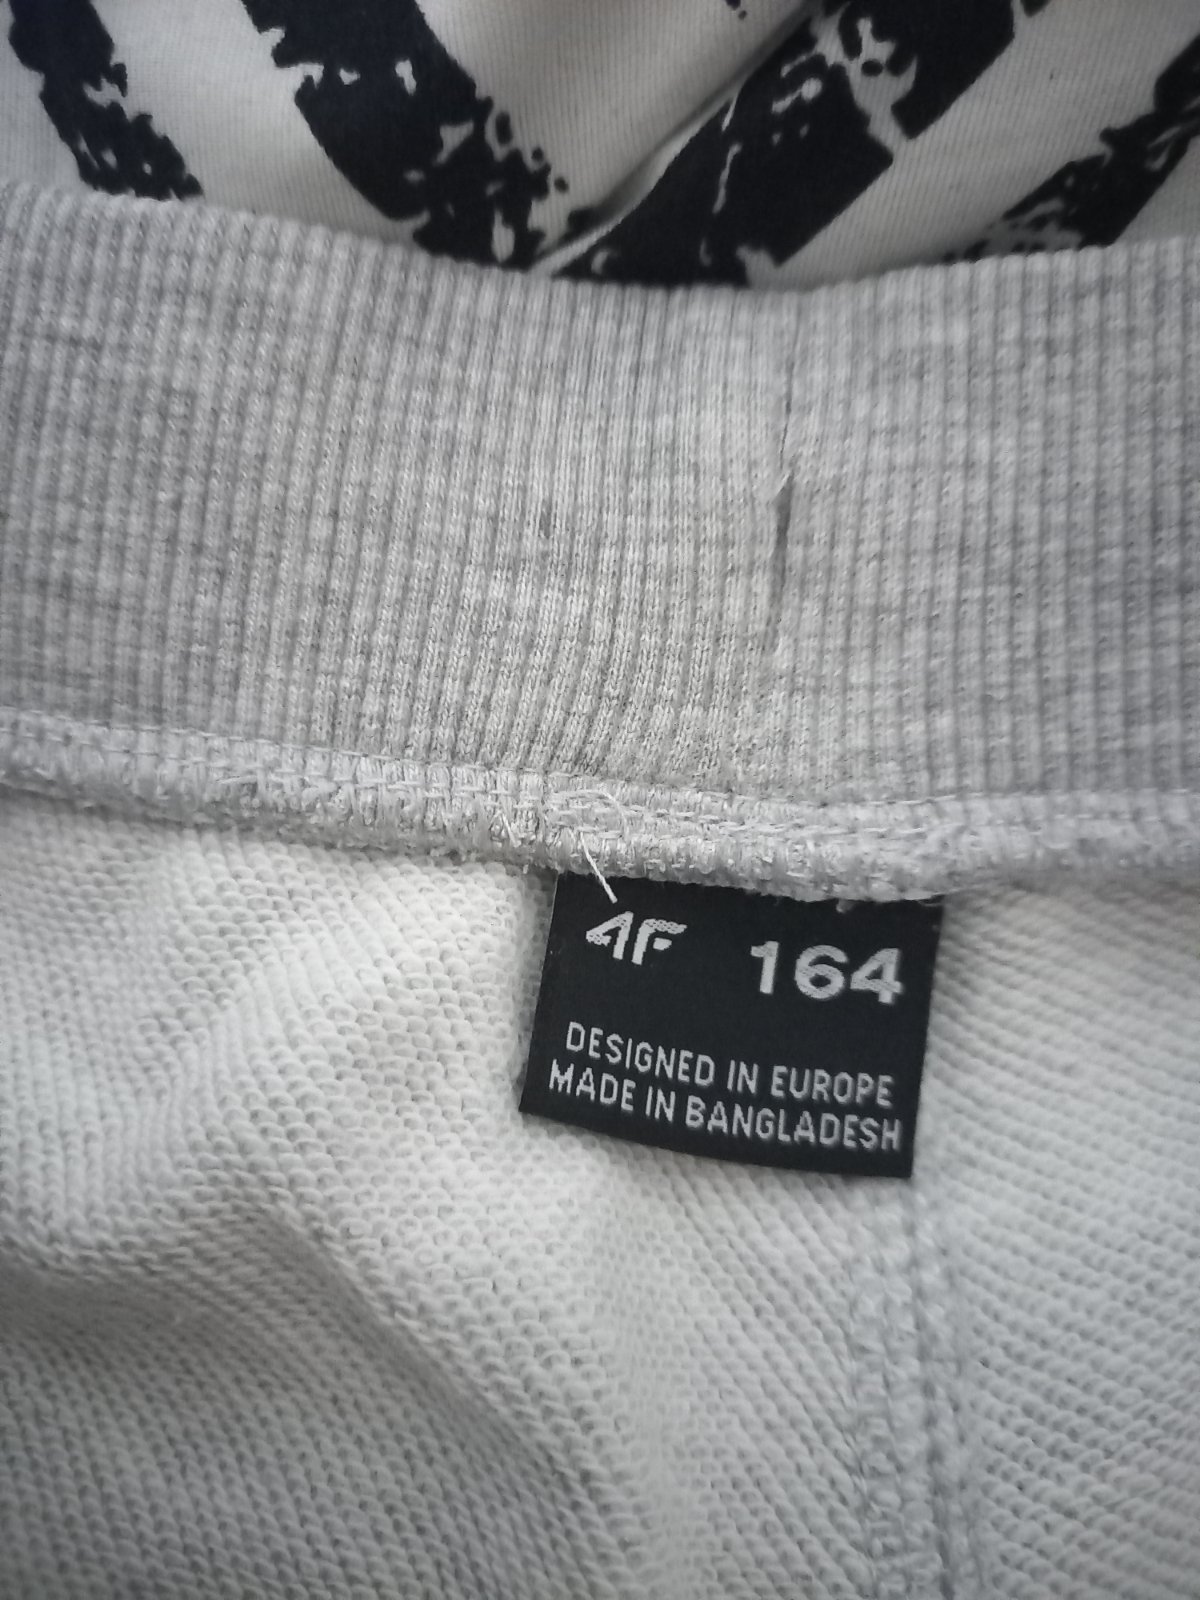 4F 164
DESIGNED IN EUROPE
MADE IN BANGLADESH